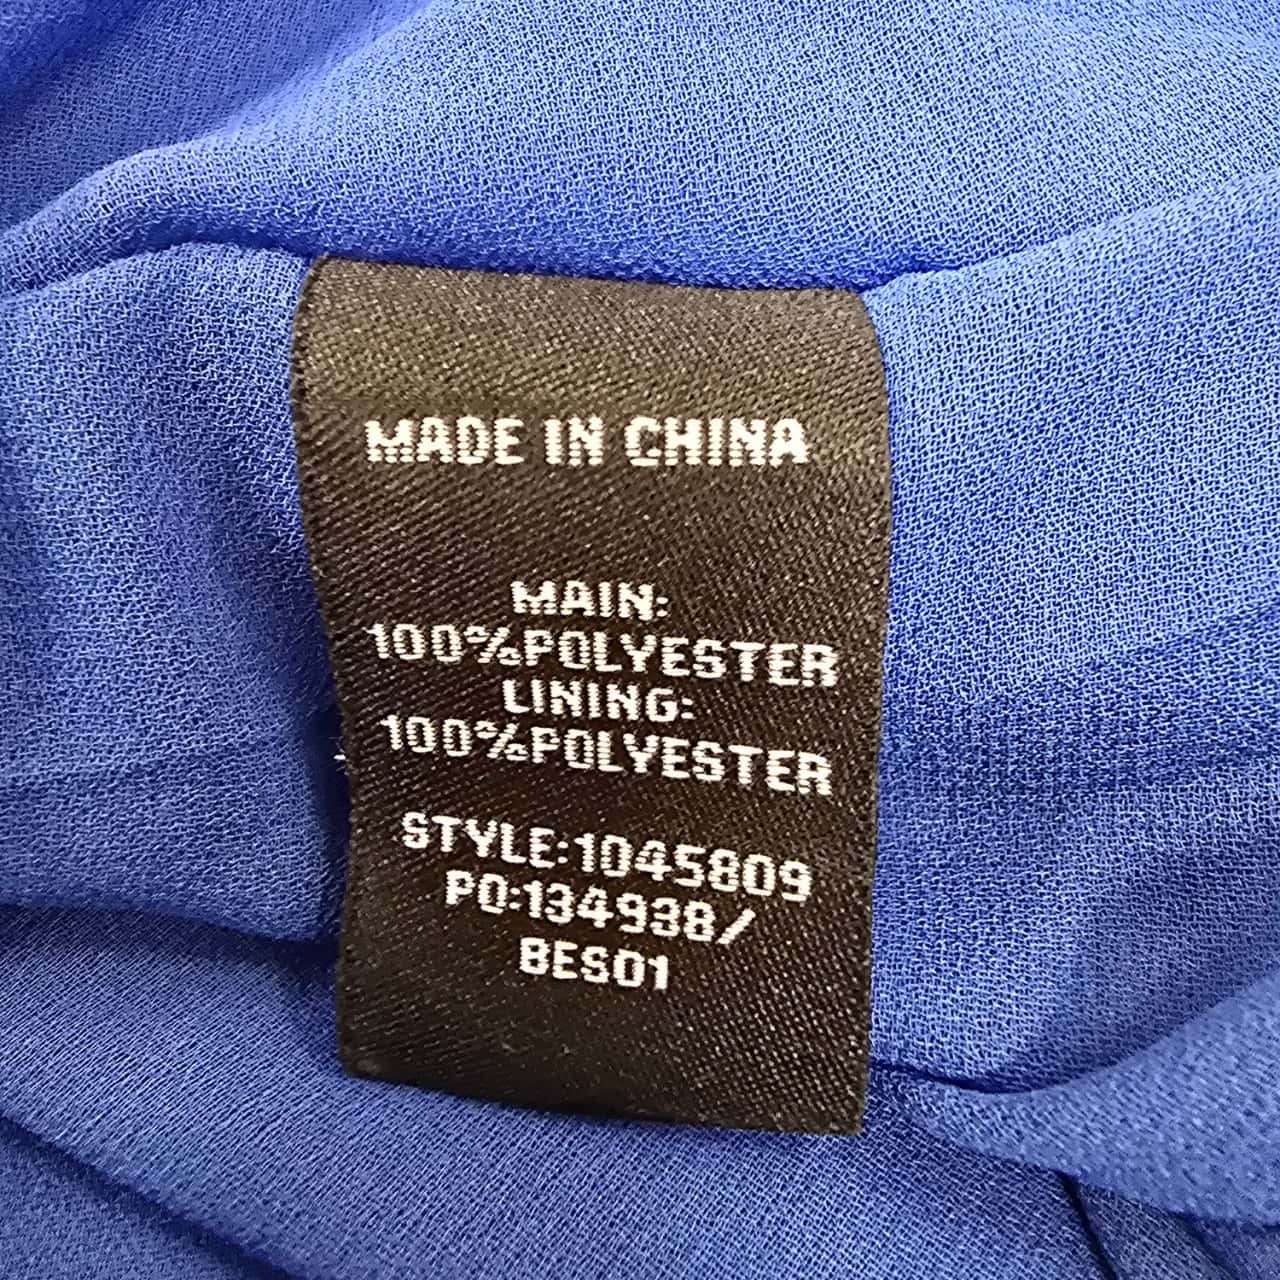 MADE IN CHINA
MAIN:
100%POLYESTER
LINING:
100%POLYESTER
STYLE:1045809
PO:134938/
BES01